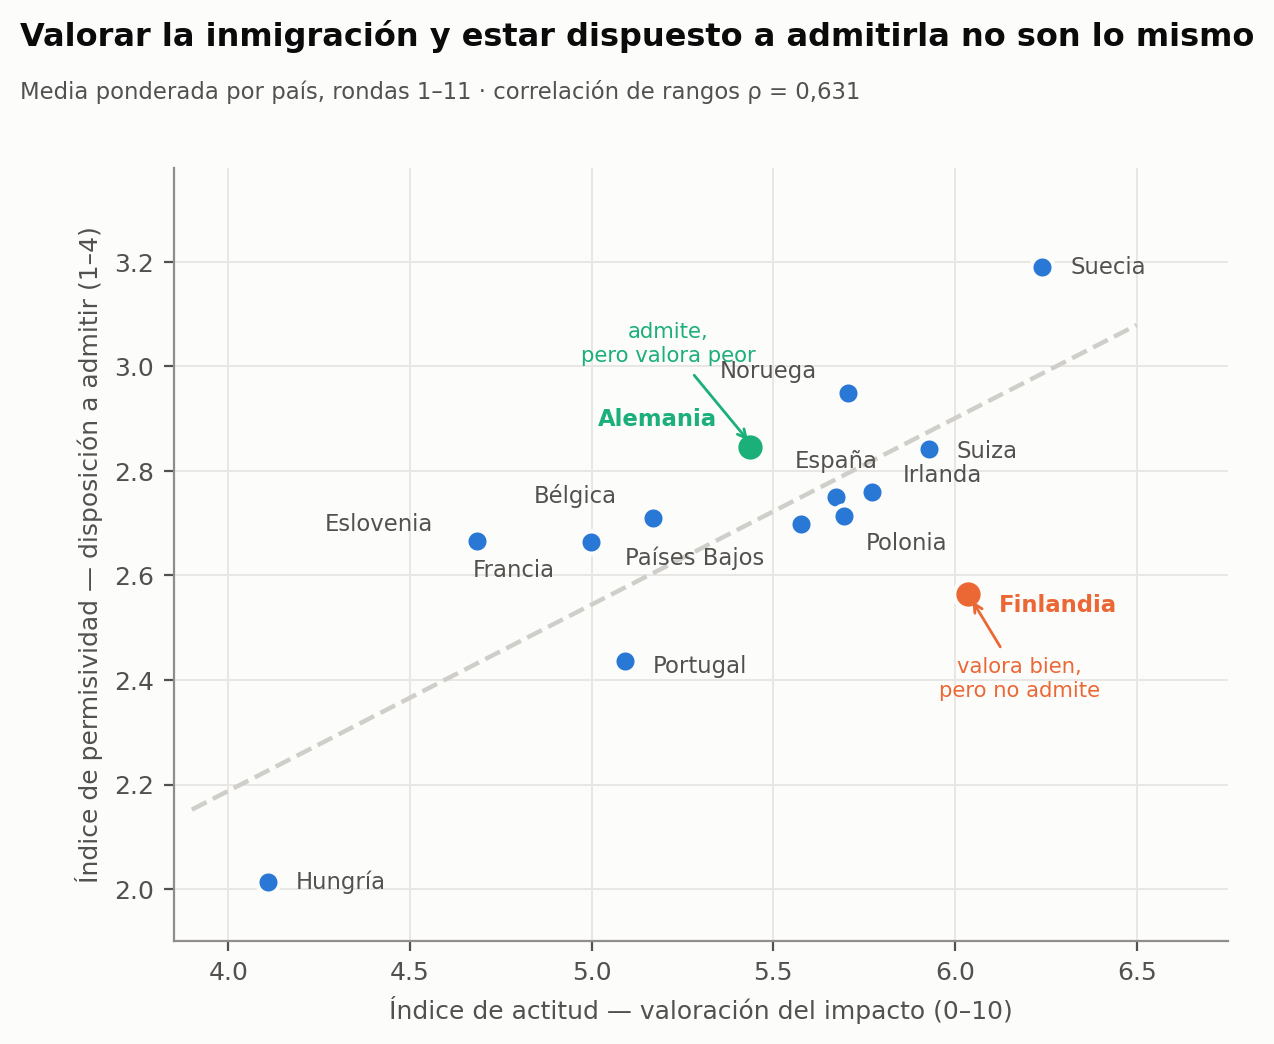 Valorar la inmigración y estar dispuesto a admitirla no son lo mismo
Media ponderada por país, rondas 1–11 · correlación de rangos ρ = 0,631
Índice de permisividad — disposición a admitir (1–4)
3.2
3.0
2.8
2.6
2.4
2.2
2.0
Suecia
admite,
pero valora peor
Noruega
Alemania
España
Suiza
Irlanda
Bélgica
Eslovenia
Polonia
Países Bajos
Francia
Finlandia
valora bien,
pero no admite
Portugal
Hungría
4.0
4.5
5.0
5.5
6.0
6.5
Índice de actitud — valoración del impacto (0–10)